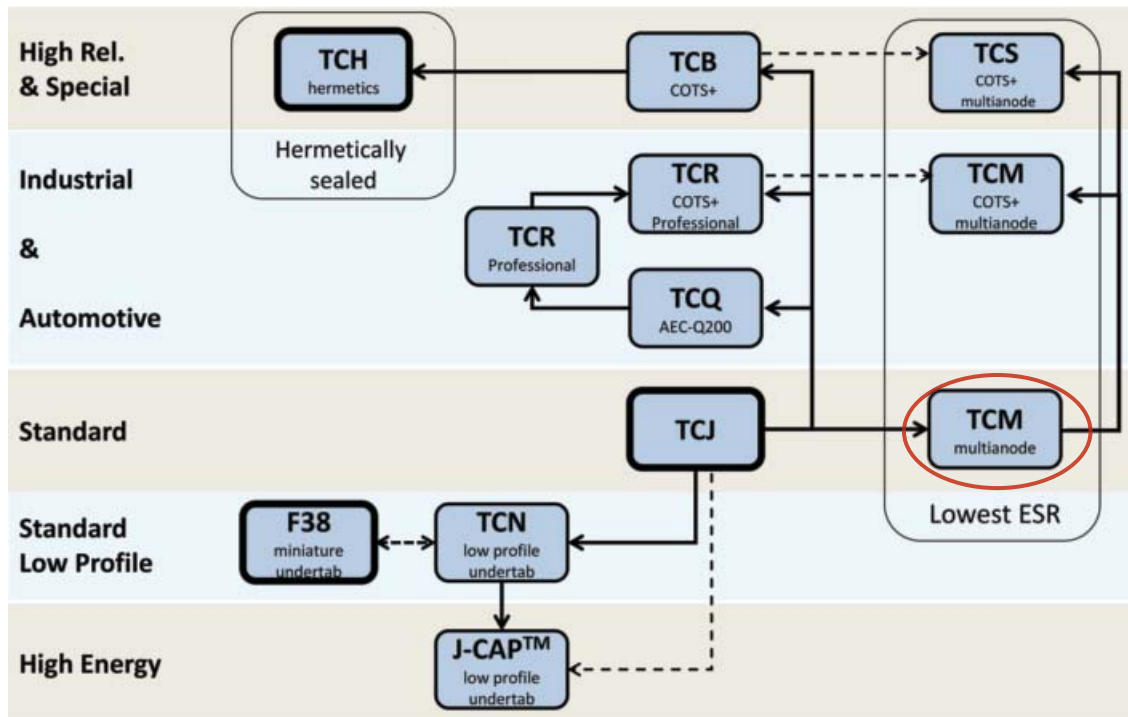 High Rel.
& Special
TCH
hermetics
TCB
COTS+
TCS
COTS+
multianode
Hermetically
sealed
Industrial
&
Automotive
TCR
COTS+
Professional
TCM
COTS+
multianode
TCR
Professional
TCQ
AEC-Q200
Standard
TCJ
TCM
multianode
Lowest ESR
Standard
Low Profile
F38
miniature
undertab
TCN
low profile
undertab
High Energy
J-CAP™
low profile
undertab